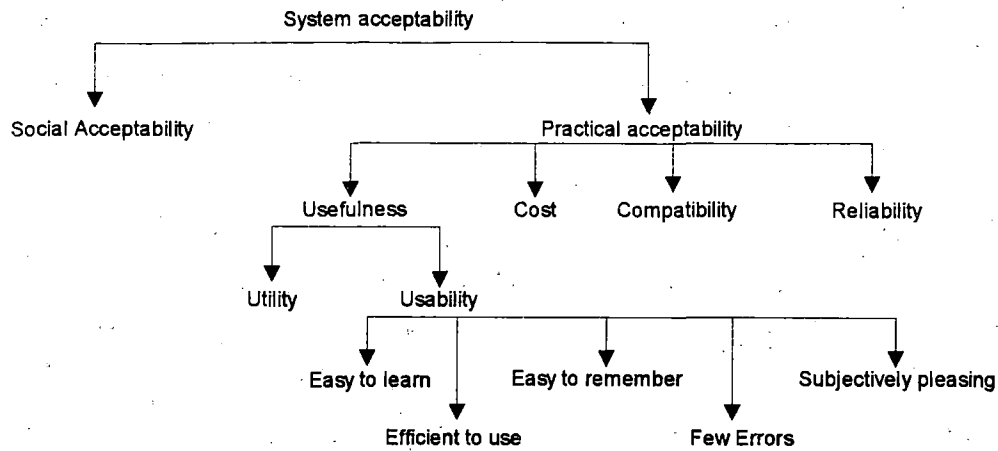 System acceptability
Social Acceptability
Practical acceptability
Usefulness
Cost
Compatibility
Reliability
Utility
Usability
Easy to learn
Easy to remember
Subjectively pleasing
Efficient to use
Few Errors